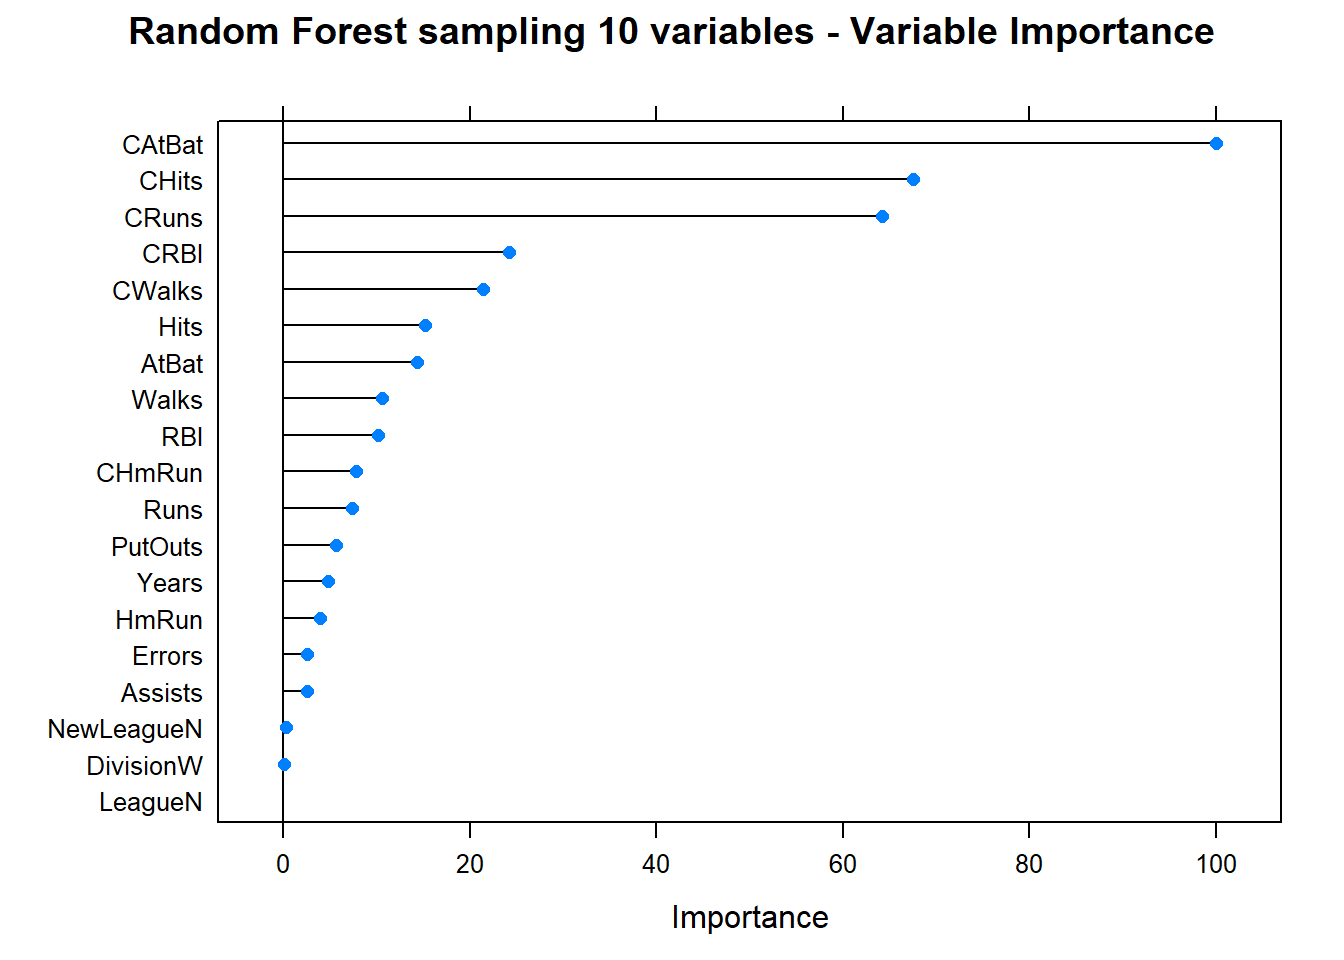 Random Forest sampling 10 variables - Variable Importance
CAtBat
CHits
CRuns
CRBI
CWalks
Hits
AtBat
Walks
RBI
CHmRun
Runs
PutOuts
Years
HmRun
Errors
Assists
NewLeagueN
DivisionW
LeagueN
0 20 40 60 80 100
Importance